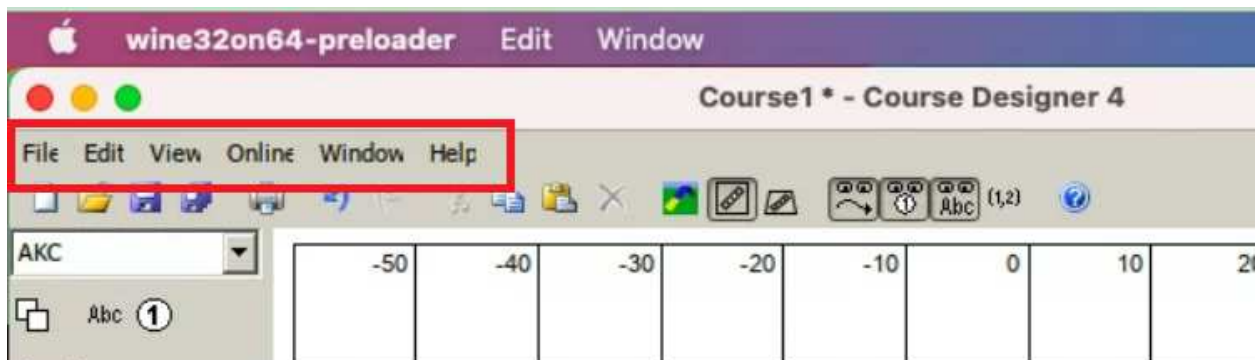 wine32on64-preloader Edit Window
Course1 * - Course Designer 4
File Edit View Online Window Help
Abc (1,2)
AKC
-50 -40 -30 -20 -10 0 10 20
Abc 1